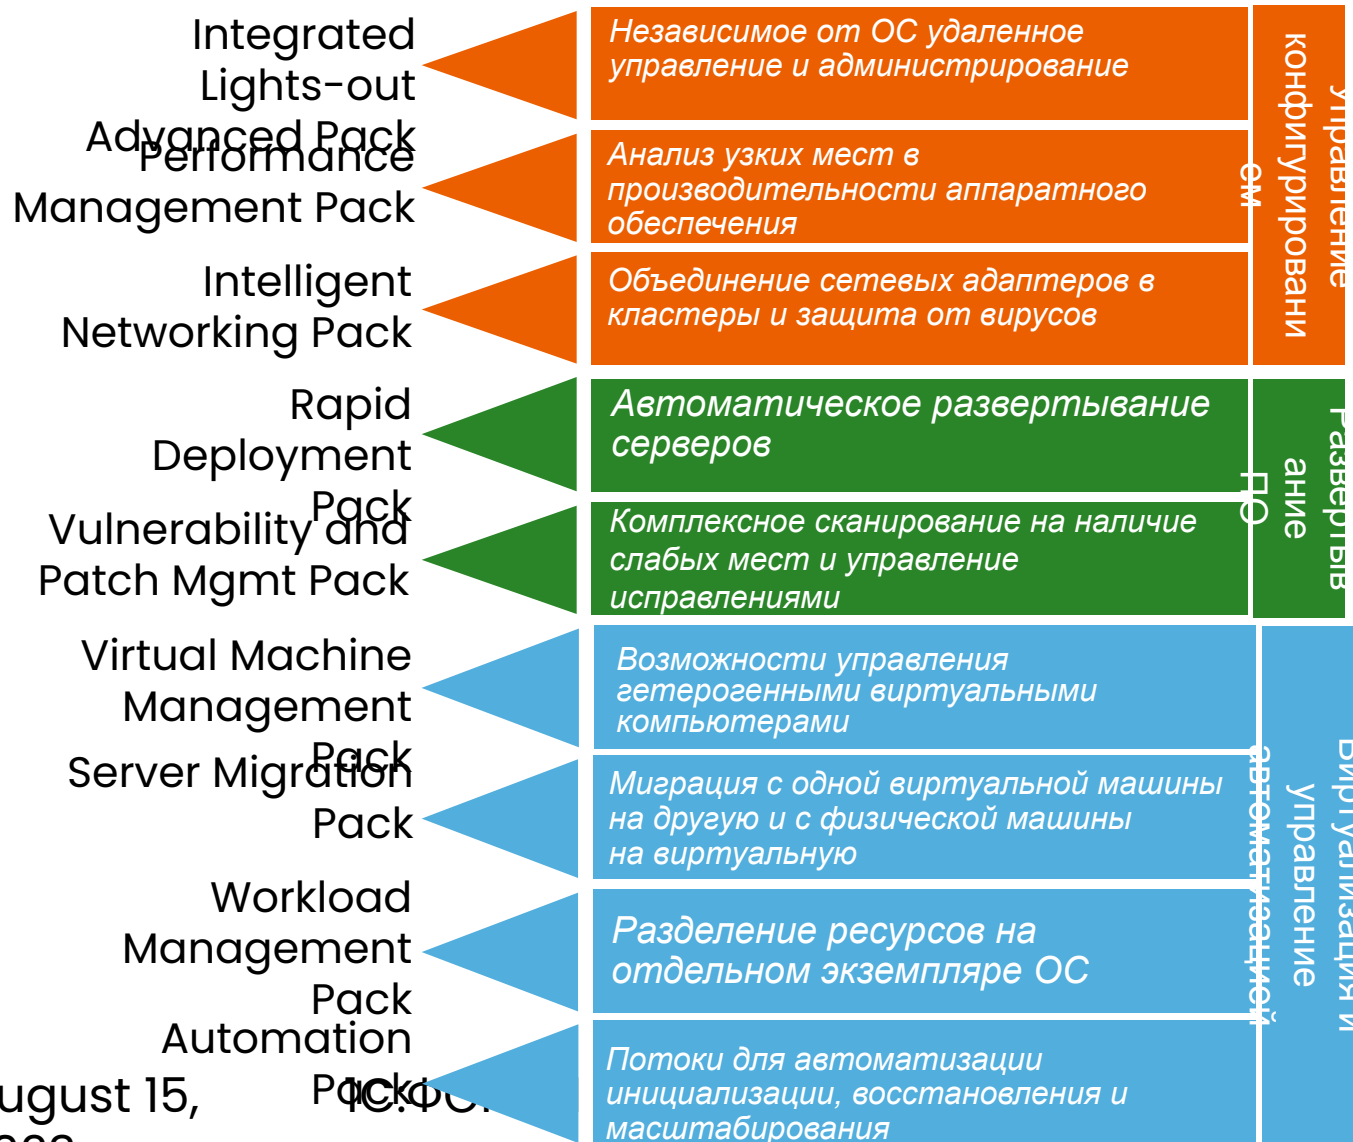 Integrated
Lights-out
Advanced Pack
Независимое от ОС удаленное
управление и администрирование
Performance
Management Pack
Анализ узких мест в
производительности аппаратного
обеспечения
Intelligent
Networking Pack
Объединение сетевых адаптеров в
кластеры и защита от вирусов
управление
конфигурировани
ем
Rapid
Deployment
Pack
Автоматическое развертывание
серверов
Vulnerability and
Patch Mgmt Pack
Комплексное сканирование на наличие
слабых мест и управление
исправлениями
Развертыв
ание
ПО
Virtual Machine
Management
Pack
Возможности управления
гетерогенными виртуальными
компьютерами
Server Migration
Pack
Миграция с одной виртуальной машины
на другую и с физической машины
на виртуальную
Workload
Management
Pack
Разделение ресурсов на
отдельном экземпляре ОС
Automation
Pack
Потоки для автоматизации
инициализации, восстановления и
масштабирования
Виртуализация и
управление
автоматизацией
ugust 15,